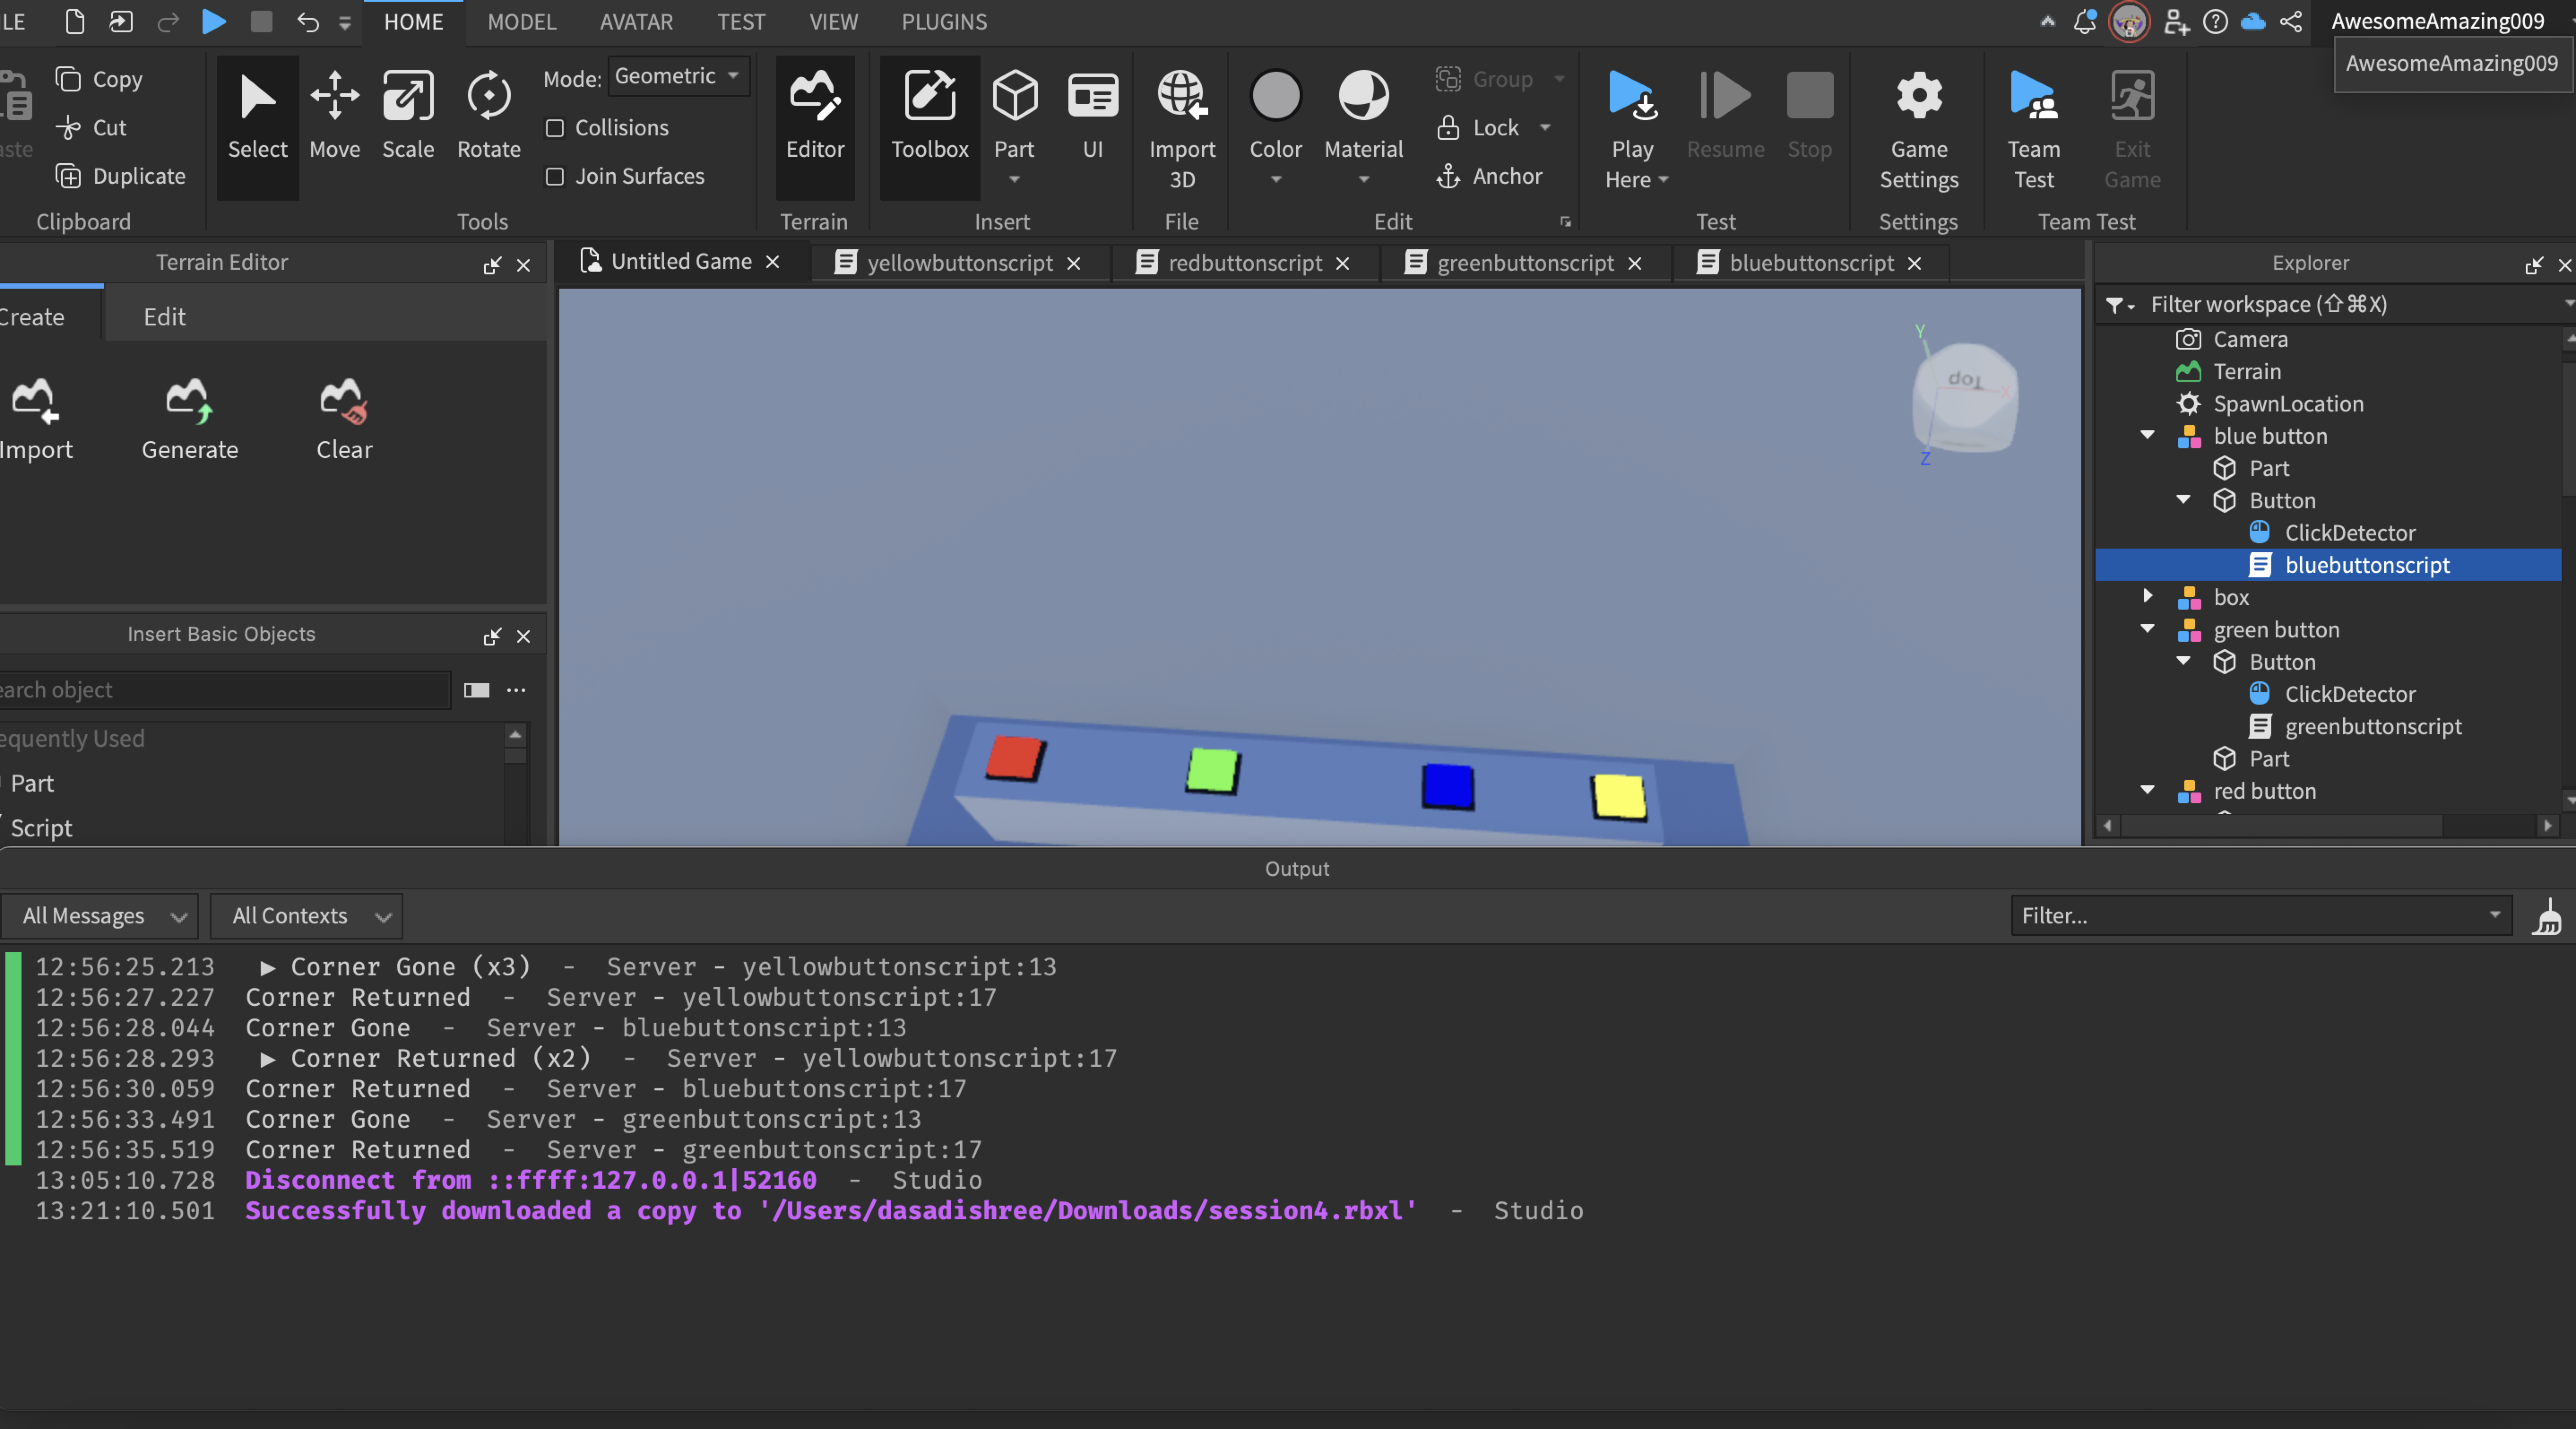 LE HOME MODEL AVATAR TEST VIEW PLUGINS AwesomeAmazing009
AwesomeAmazing009
Copy
Cut
Duplicate
Clipboard
Select Move Scale Rotate
Mode: Geometric
Collisions
Join Surfaces
Tools
Editor
Terrain
Toolbox Part UI
Insert
Import
3D
File
Color Material
Group
Lock
Anchor
Edit
Play
Here
Resume Stop
Test
Game
Settings
Settings
Team
Test
Exit
Game
Team Test
Terrain Editor
Create Edit
Import Generate Clear
Insert Basic Objects
earch object
equently Used
Part
Script
Untitled Game yellowbuttonscript redbuttonscript greenbuttonscript bluebuttonscript
Y
Top
X
Z
Explorer
Filter workspace (⇧⌘X)
Camera
Terrain
SpawnLocation
blue button
Part
Button
ClickDetector
bluebuttonscript
box
green button
Button
ClickDetector
greenbuttonscript
Part
red button
Output
All Messages All Contexts Filter...
12:56:25.213 ▶ Corner Gone (x3) - Server - yellowbuttonscript:13
12:56:27.227 Corner Returned - Server - yellowbuttonscript:17
12:56:28.044 Corner Gone - Server - bluebuttonscript:13
12:56:28.293 ▶ Corner Returned (x2) - Server - yellowbuttonscript:17
12:56:30.059 Corner Returned - Server - bluebuttonscript:17
12:56:33.491 Corner Gone - Server - greenbuttonscript:13
12:56:35.519 Corner Returned - Server - greenbuttonscript:17
13:05:10.728 Disconnect from ::ffff:127.0.0.1|52160 - Studio
13:21:10.501 Successfully downloaded a copy to '/Users/dasadishree/Downloads/session4.rbxl' - Studio